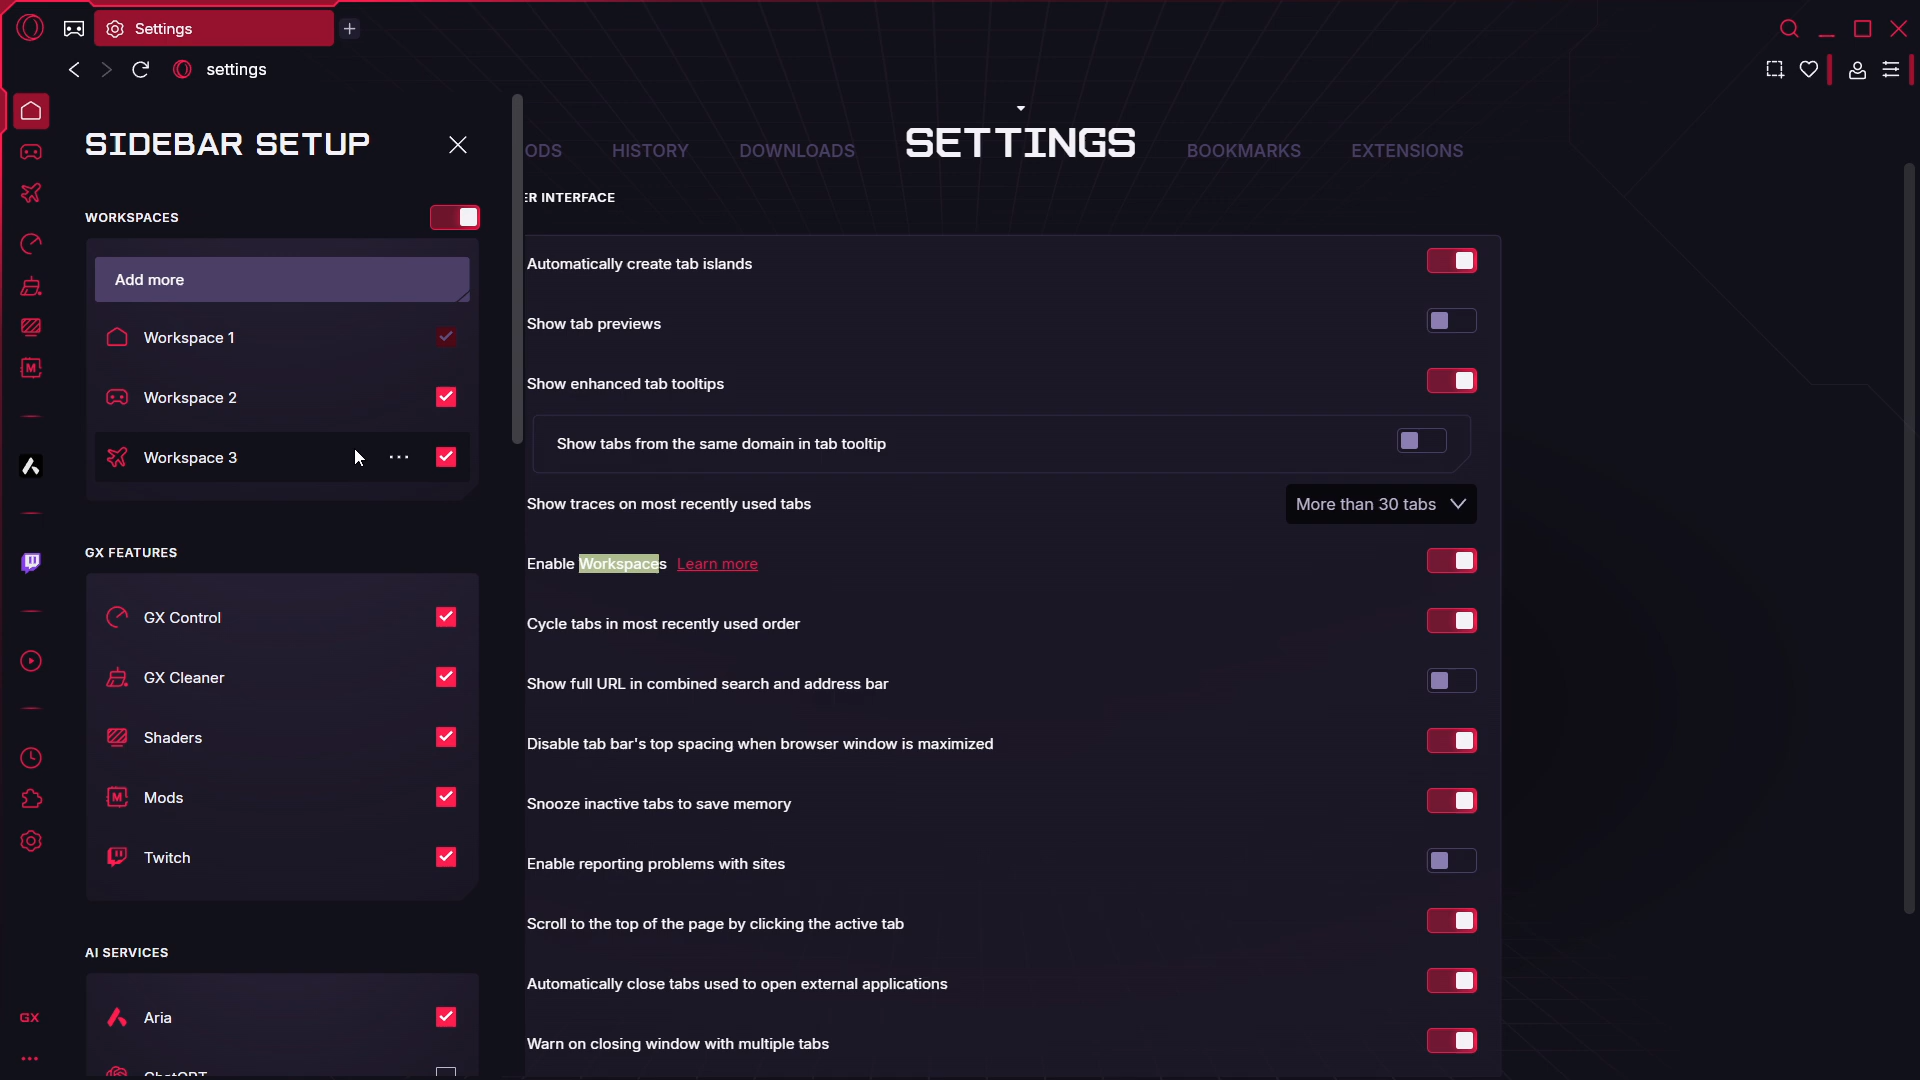 Settings
settings
SIDEBAR SETUP
WORKSPACES
Add more
Workspace 1
Workspace 2
Workspace 3
GX FEATURES
GX Control
GX Cleaner
Shaders
M
Mods
Twitch
AI SERVICES
Aria
ChatGPT
M
GX
ODS
HISTORY
DOWNLOADS
SETTINGS
BOOKMARKS
EXTENSIONS
ER INTERFACE
Automatically create tab islands
Show tab previews
Show enhanced tab tooltips
Show tabs from the same domain in tab tooltip
Show traces on most recently used tabs
More than 30 tabs
Enable Workspaces Learn more
Cycle tabs in most recently used order
Show full URL in combined search and address bar
Disable tab bar's top spacing when browser window is maximized
Snooze inactive tabs to save memory
Enable reporting problems with sites
Scroll to the top of the page by clicking the active tab
Automatically close tabs used to open external applications
Warn on closing window with multiple tabs